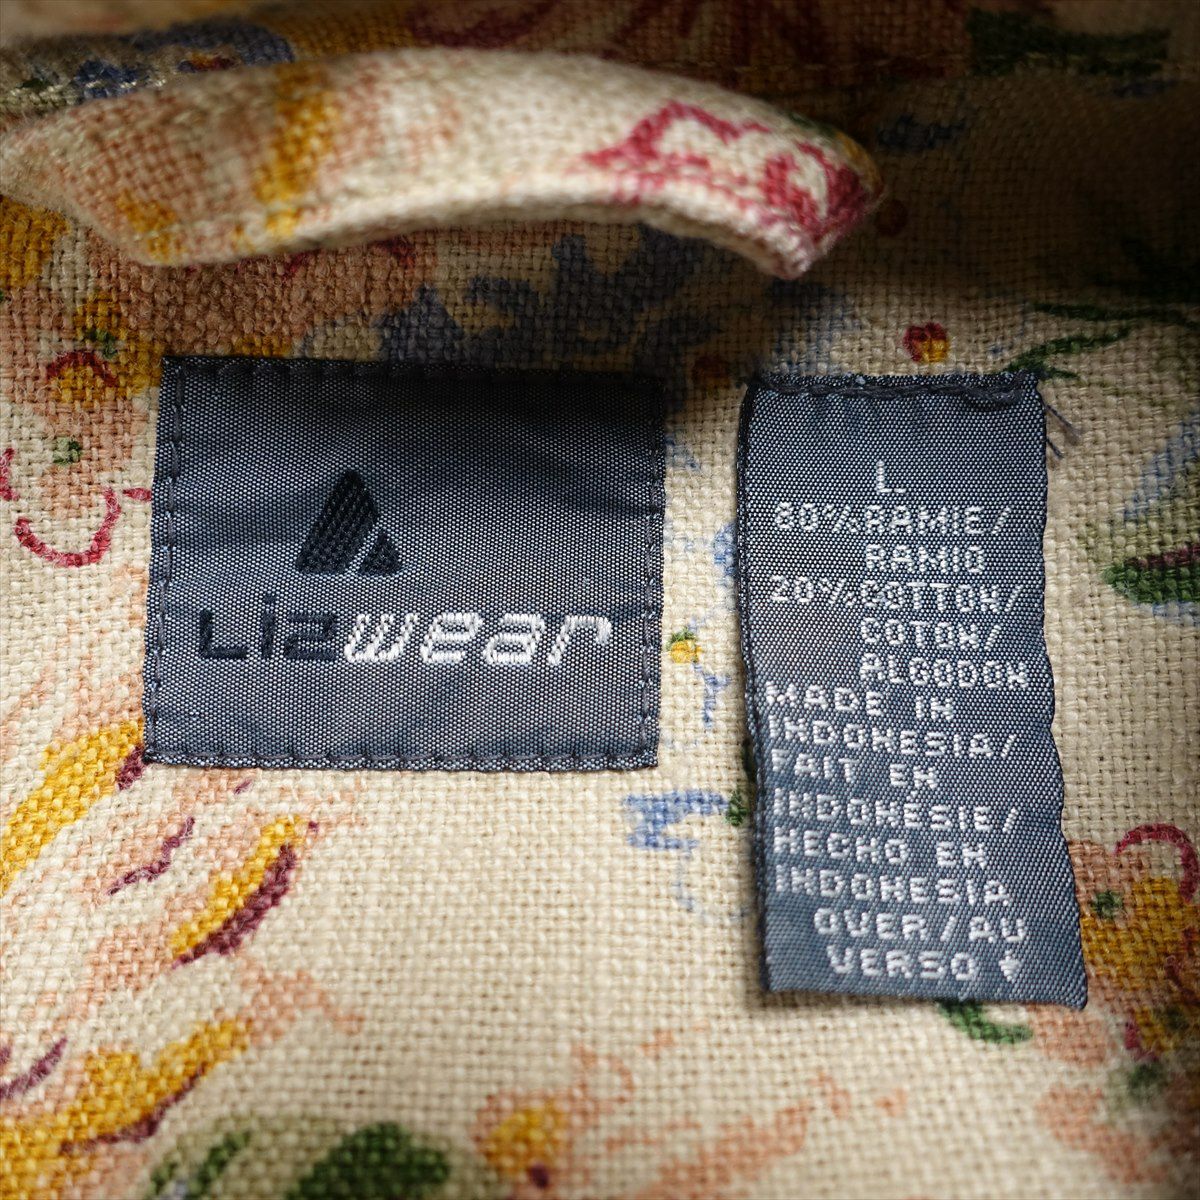 Lizwear
L
80% RAMIE/
RAMIO
20% COTTON/
COTON/
ALGODON
MADE IN
INDONESIA/
FAIT EN
INDONÉSIE/
HECHO EN
INDONESIA
OVER/AU
VERSO